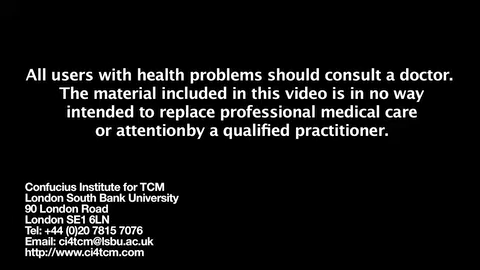 All users with health problems should consult a doctor.
The material included in this video is in no way
intended to replace professional medical care
or attentionby a qualified practitioner.
Confucius Institute for TCM
London South Bank University
90 London Road
London SE1 6LN
Tel: +44 (0)20 7815 7076
Email: ci4tcm@lsbu.ac.uk
http://www.ci4tcm.com